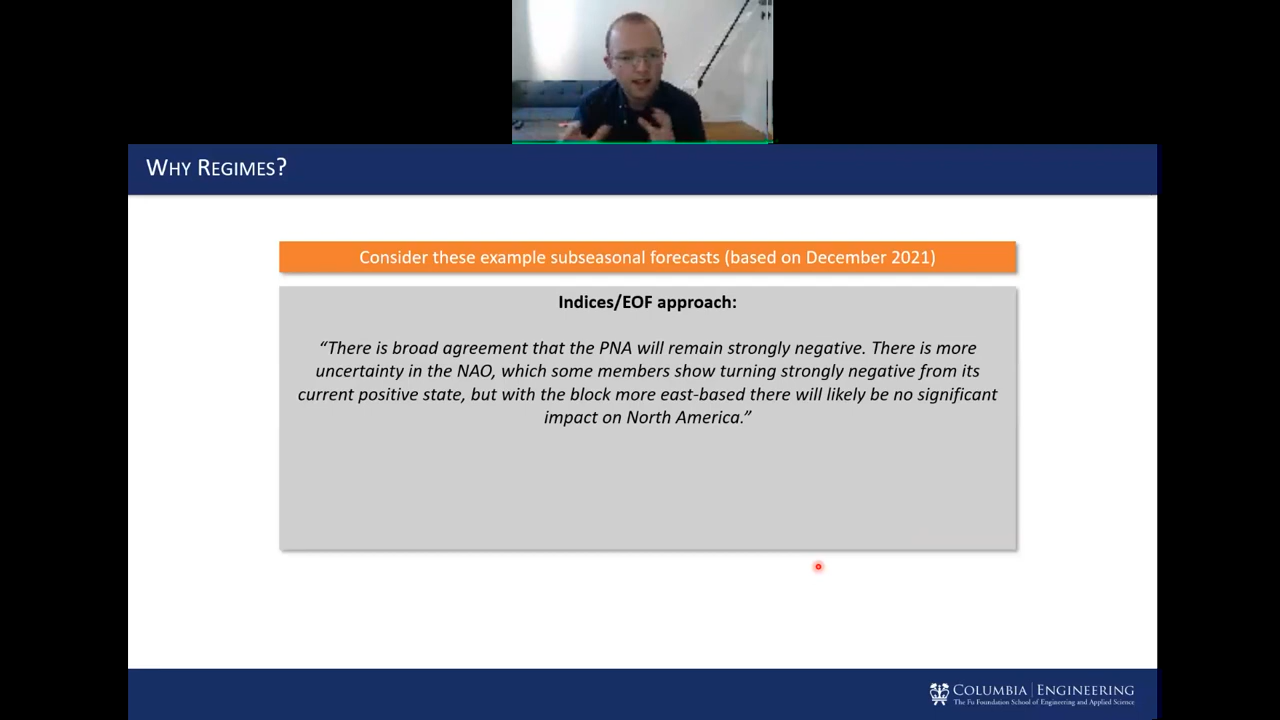 WHY REGIMES?
Consider these example subseasonal forecasts (based on December 2021)
Indices/EOF approach:
“There is broad agreement that the PNA will remain strongly negative. There is more
uncertainty in the NAO, which some members show turning strongly negative from its
current positive state, but with the block more east-based there will likely be no significant
impact on North America.”
COLUMBIA | ENGINEERING
The Fu Foundation School of Engineering and Applied Science